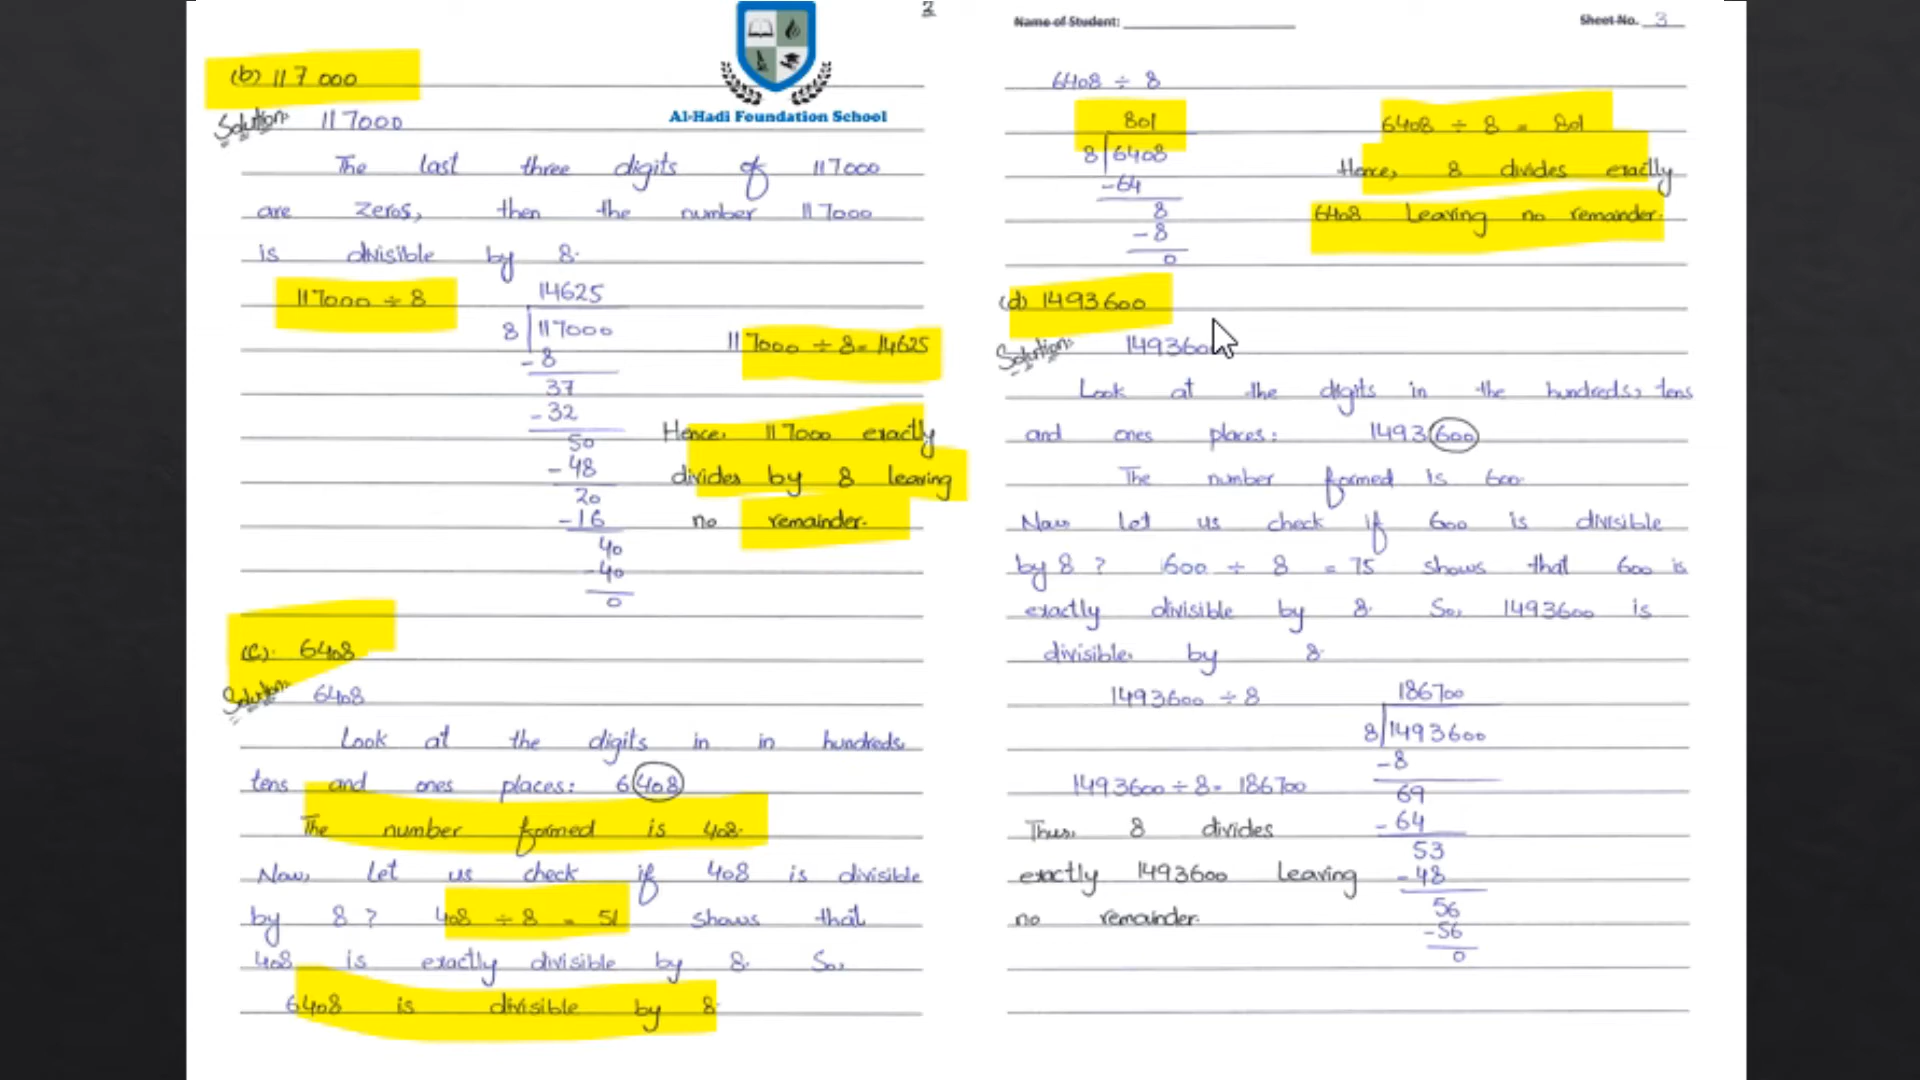 2
(b) 117000
Solution:
117000
Al-Hadi Foundation School
The last three digits of 117000
are zeros, then the number 117000
is divisible by 8.
117000 ÷ 8
14625
8 117000
-8
37
-32
50
-48
20
-16
40
-40
0
117000 ÷ 8 = 14625
Hence, 117000 exactly
divides by 8 leaving
no remainder.
(c). 6408
Solution:
6408
Look at the digits in in hundreds,
tens and ones places: 6408
The number formed is 408.
Now, let us check if 408 is divisible
by 8? 408 ÷ 8 = 51 shows that
408 is exactly divisible by 8. So,
6408 is divisible by 8.
Name of Student:
Sheet No. 3
6408 ÷ 8
801
8 6408
-64
8
-8
0
6408 ÷ 8 = 801
Hence, 8 divides exactly
6408 Leaving no remainder.
(d) 1493600
Solution:
Look at the digits in the hundreds, tens
and ones places: 1493600
The number formed is 600.
Now let us check if 600 is divisible
by 8? 600 ÷ 8 = 75 shows that 600 is
exactly divisible by 8. So, 1493600 is
divisible by 8.
1493600 ÷ 8
186700
8 1493600
-8
69
-64
53
-48
56
-56
0
1493600 ÷ 8 = 186700
Thus, 8 divides
exactly 1493600 Leaving
no remainder.